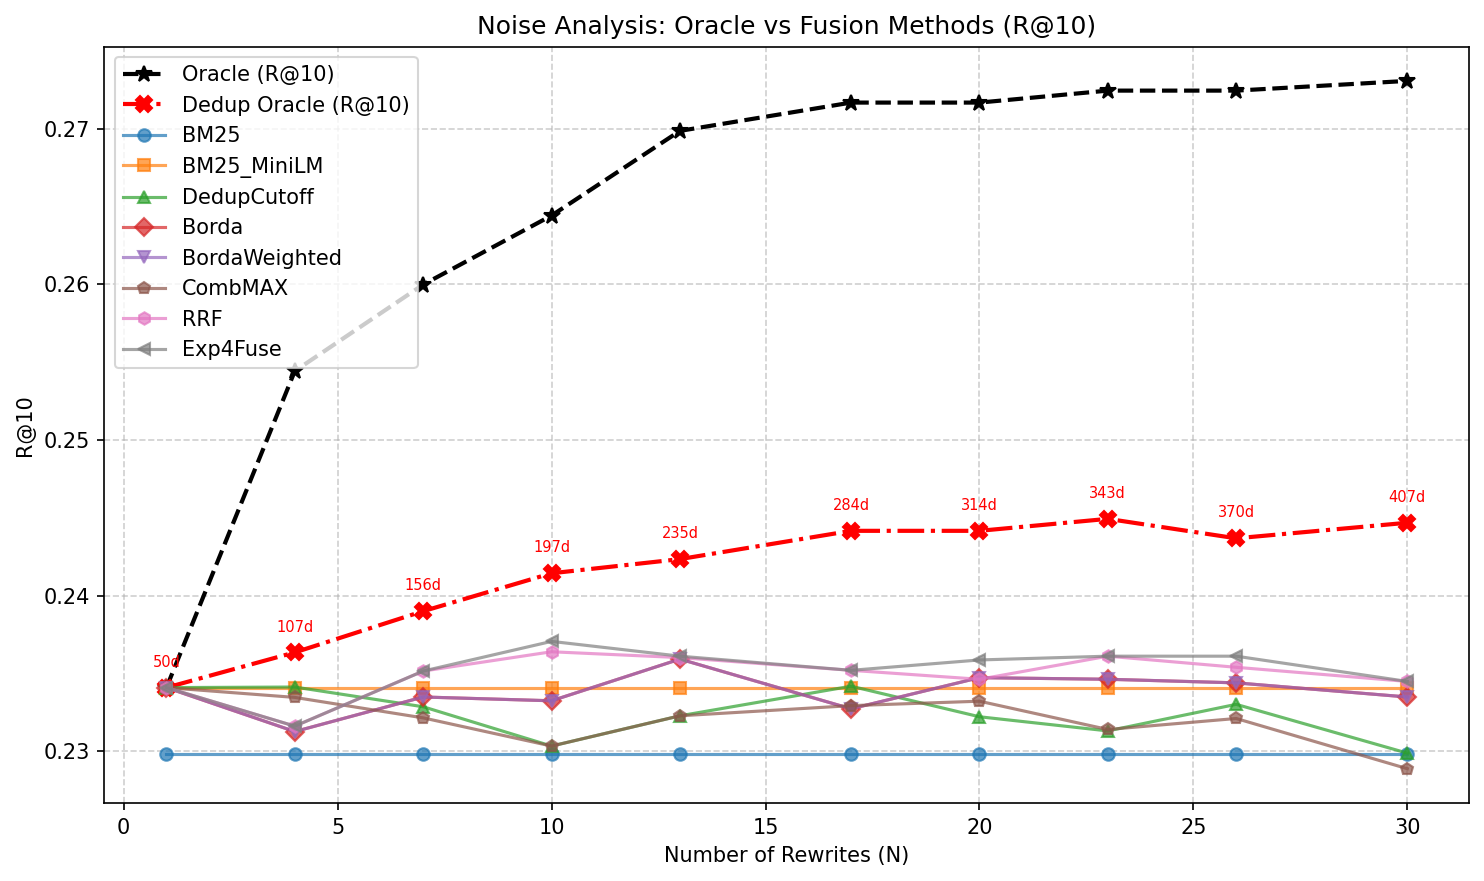 Noise Analysis: Oracle vs Fusion Methods (R@10)
Oracle (R@10)
Dedup Oracle (R@10)
BM25
BM25_MiniLM
DedupCutoff
Borda
BordaWeighted
CombMAX
RRF
Exp4Fuse
0.27
0.26
0.25
0.24
0.23
R@10
50d
107d
156d
197d
235d
284d
314d
343d
370d
407d
0
5
10
15
20
25
30
Number of Rewrites (N)